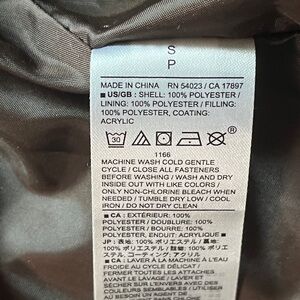 S
P
MADE IN CHINA RN 54023 / CA 17897
■ US/GB : SHELL: 100% POLYESTER /
LINING: 100% POLYESTER / FILLING:
100% POLYESTER, COATING:
ACRYLIC
30
®
1166
MACHINE WASH COLD GENTLE
CYCLE / CLOSE ALL FASTENERS
BEFORE WASHING / WASH AND DRY
INSIDE OUT WITH LIKE COLORS /
ONLY NON-CHLORINE BLEACH WHEN
NEEDED / TUMBLE DRY LOW / COOL
IRON / DO NOT DRY CLEAN
■ CA : EXTÉRIEUR: 100%
POLYESTER / DOUBLURE: 100%
POLYESTER / BOURRE: 100%
POLYESTER, ENDUIT: ACRYLIQUE
JP : 表地: 100% ポリエステル / 裏地:
100% ポリエステル / 100% ポリエ
ステル, コーティング: アクリル
■ CA : LAVER À LA MACHINE À L'EAU
FROIDE AU CYCLE DÉLICAT /
FERMER TOUTES LES ATTACHES
AVANT LE LAVAGE / LAVER ET
SÉCHER À L'ENVERS AVEC DES
COULEURS SEMBLABLES / UTILISER
AU BESOIN UN AGENT DE